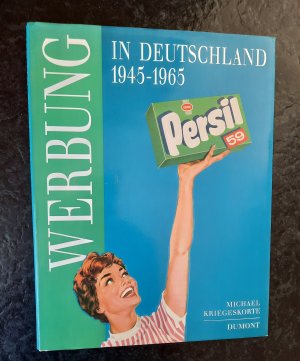 WERBUNG
IN DEUTSCHLAND
1945-1965
Persil
59
MICHAEL
KRIEGESKORTE
DUMONT